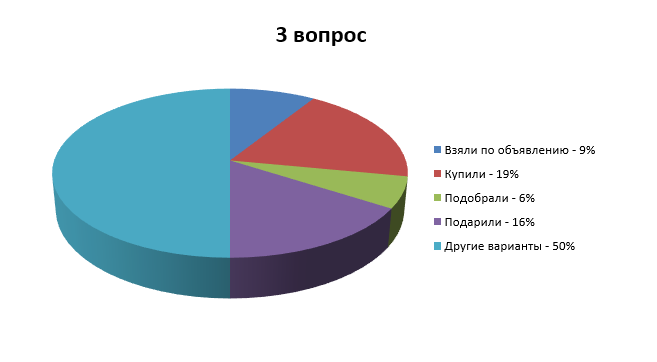 3 вопрос
Взяли по объявлению - 9%
Купили - 19%
Подобрали - 6%
Подарили - 16%
Другие варианты - 50%